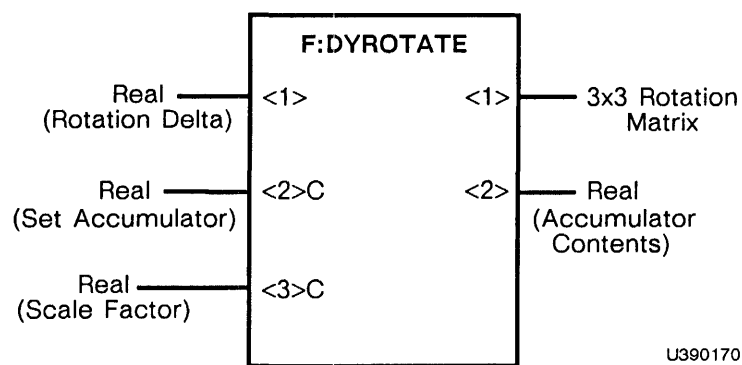 F:DYROTATE
Real <1> <1> 3x3 Rotation
(Rotation Delta) Matrix
Real <2>C <2> Real
(Set Accumulator) (Accumulator
Contents)
Real <3>C
(Scale Factor)
U390170